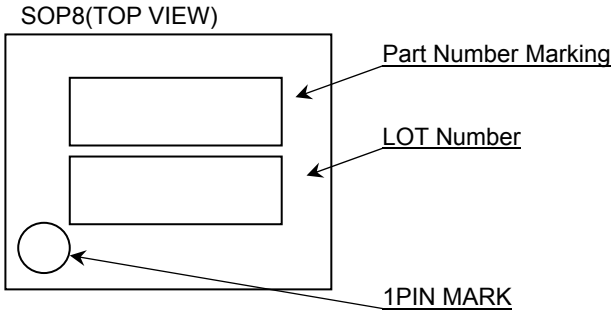 SOP8(TOP VIEW)
Part Number Marking
LOT Number
1PIN MARK